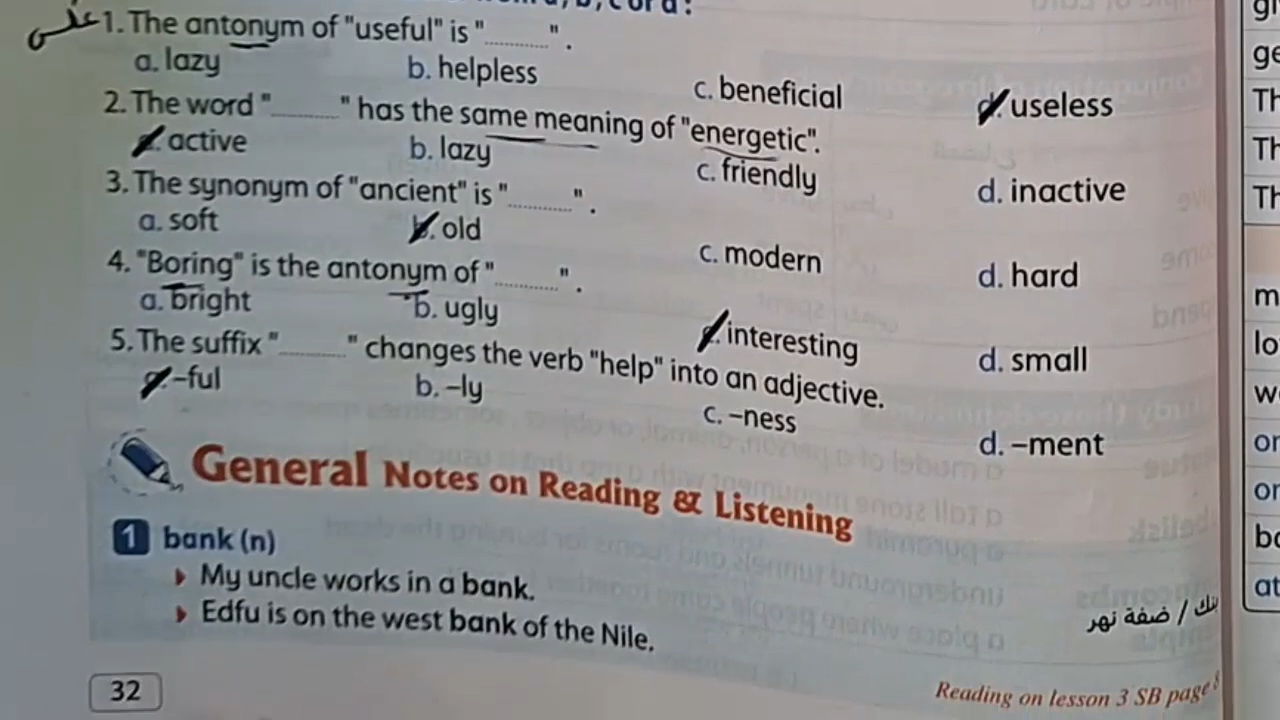 1. The antonym of "useful" is "............" .
a. lazy b. helpless c. beneficial d. useless
2. The word "............" has the same meaning of "energetic".
a. active b. lazy c. friendly d. inactive
3. The synonym of "ancient" is "............" .
a. soft b. old c. modern d. hard
4. "Boring" is the antonym of "............" .
a. bright b. ugly c. interesting d. small
5. The suffix "............" changes the verb "help" into an adjective.
a. –ful b. –ly c. –ness d. –ment
General Notes on Reading & Listening
1 bank (n)
My uncle works in a bank.
بنك / ضفة نهر
Edfu is on the west bank of the Nile.
32
Reading on lesson 3 SB page